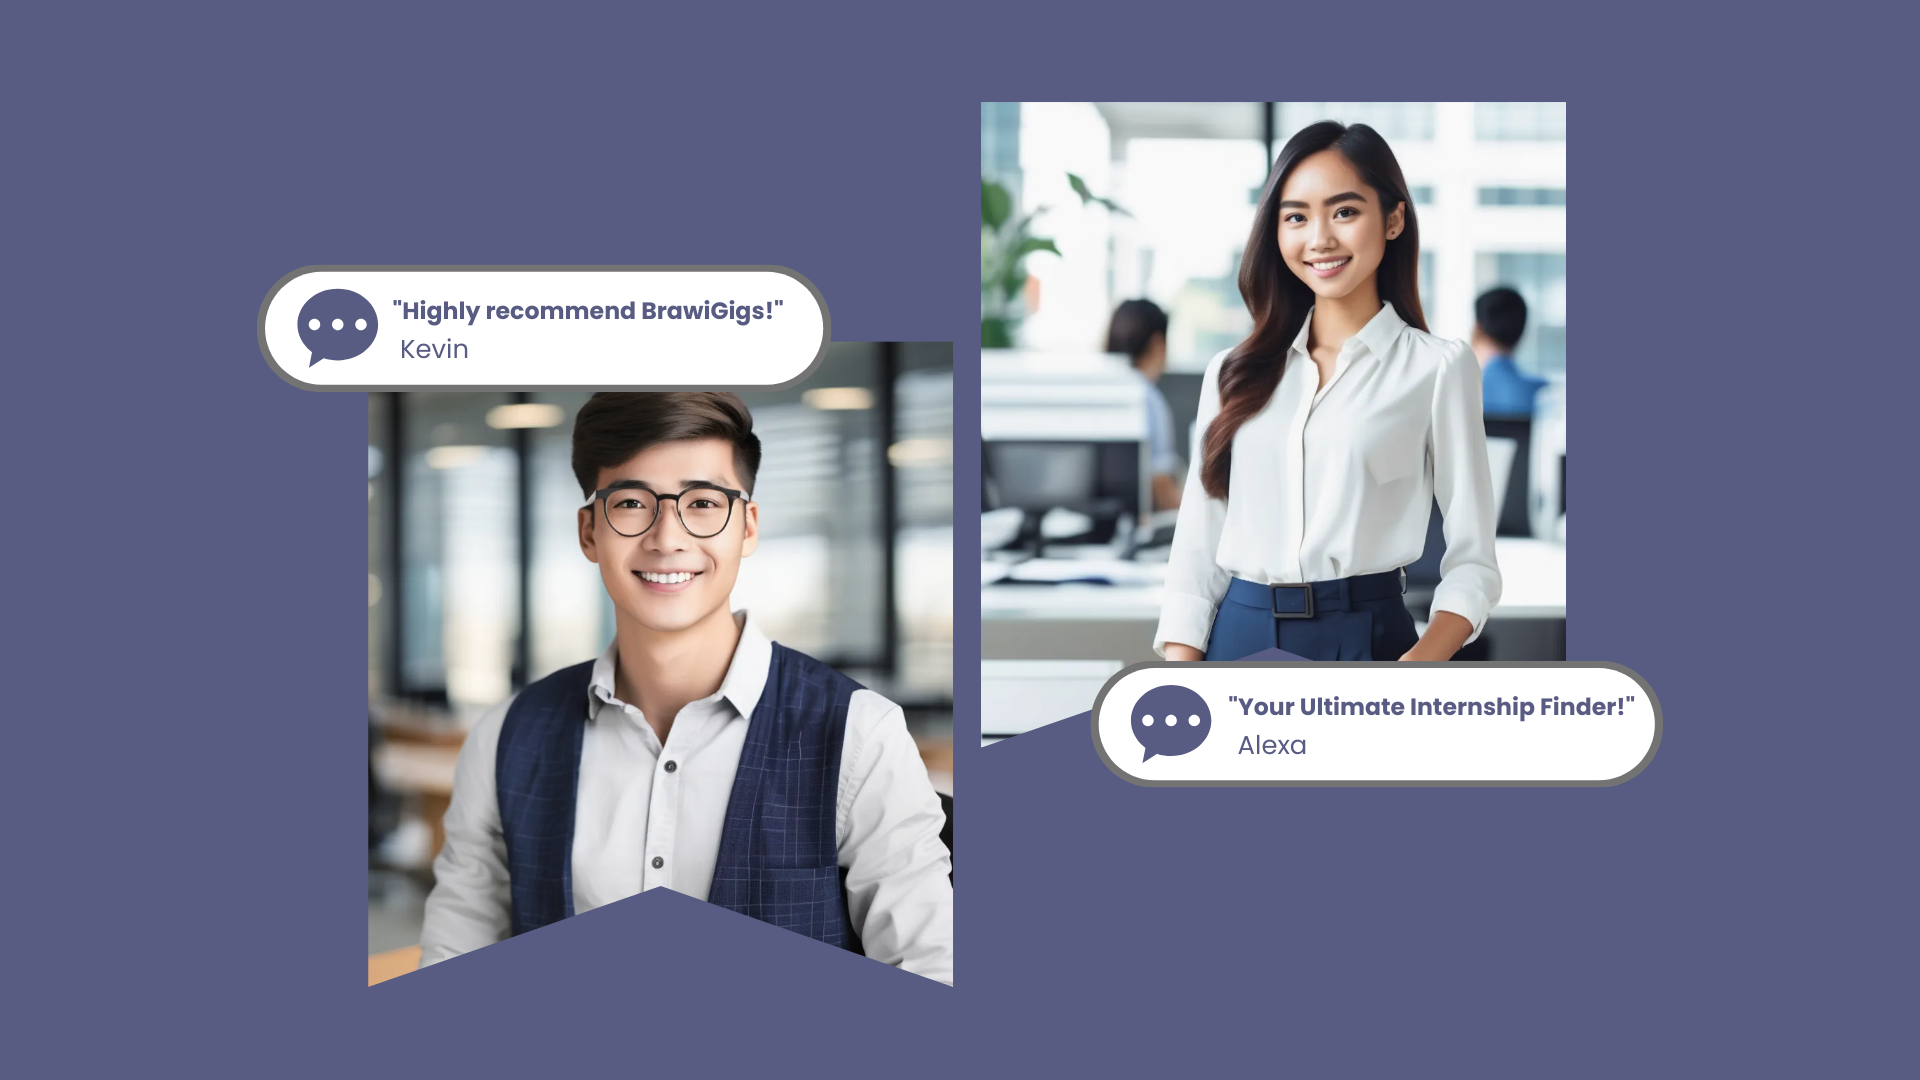 "Highly recommend BrawiGigs!"
Kevin
"Your Ultimate Internship Finder!"
Alexa